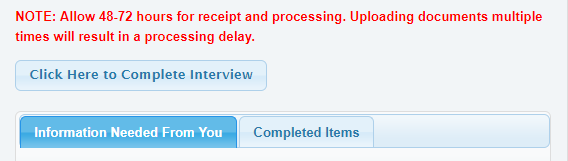 NOTE: Allow 48-72 hours for receipt and processing. Uploading documents multiple
times will result in a processing delay.
Click Here to Complete Interview
Information Needed From You
Completed Items